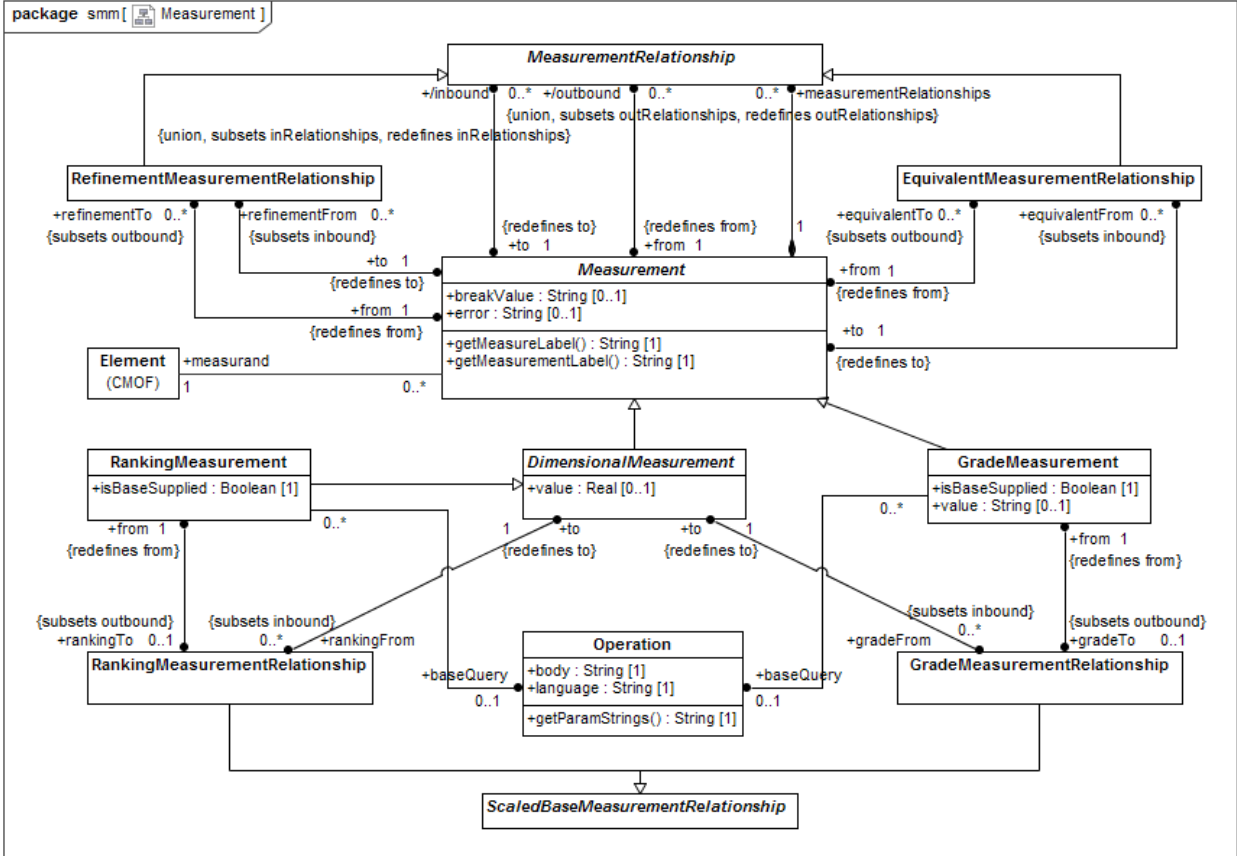 package smm[ Measurement ]
MeasurementRelationship
+/inbound 0..* +/outbound 0..* 0..* +measurementRelationships
{union, subsets outRelationships, redefines outRelationships}
{union, subsets inRelationships, redefines inRelationships}
RefinementMeasurementRelationship
EquivalentMeasurementRelationship
+refinementTo 0..* +refinementFrom 0..*
{subsets outbound} {subsets inbound}
+equivalentTo 0..* +equivalentFrom 0..*
{subsets outbound} {subsets inbound}
{redefines to} {redefines from} 1
+to 1 +from 1
+to 1
{redefines to}
+from 1
{redefines from}
Measurement
+breakValue : String [0..1]
+error : String [0..1]
+getMeasureLabel() : String [1]
+getMeasurementLabel() : String [1]
+from 1
{redefines from}
+to 1
{redefines to}
Element
(CMOF)
+measurand
1 0..*
RankingMeasurement
+isBaseSupplied : Boolean [1]
DimensionalMeasurement
+value : Real [0..1]
GradeMeasurement
+isBaseSupplied : Boolean [1]
+value : String [0..1]
+from 1
{redefines from}
0..*
1 +to
{redefines to}
+to 1
{redefines to}
0..*
+from 1
{redefines from}
{subsets outbound} {subsets inbound}
+rankingTo 0..1 0..* +rankingFrom
{subsets inbound}
0..*
+gradeFrom
{subsets outbound}
+gradeTo 0..1
RankingMeasurementRelationship
Operation
+body : String [1]
+language : String [1]
+getParamStrings() : String [1]
GradeMeasurementRelationship
+baseQuery
0..1
+baseQuery
0..1
ScaledBaseMeasurementRelationship